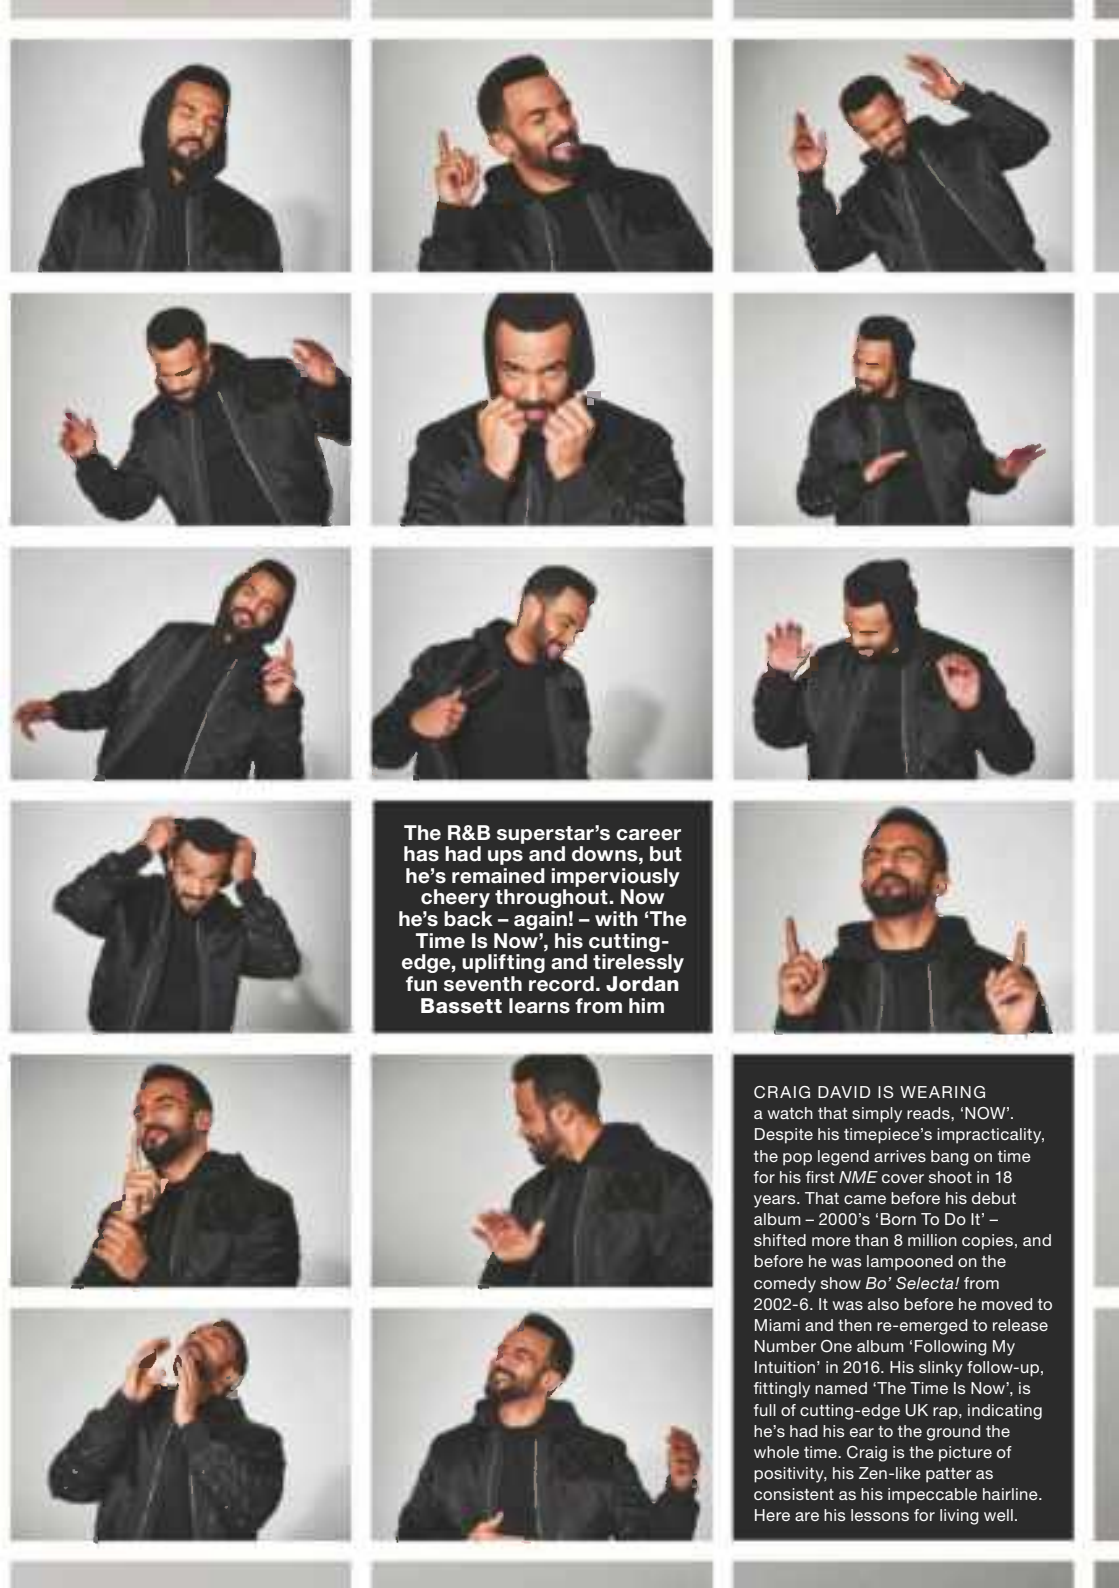 The R&B superstar’s career
has had ups and downs, but
he’s remained imperviously
cheery throughout. Now
he’s back – again! – with ‘The
Time Is Now’, his cutting-
edge, uplifting and tirelessly
fun seventh record. Jordan
Bassett learns from him
CRAIG DAVID IS WEARING
a watch that simply reads, ‘NOW’.
Despite his timepiece’s impracticality,
the pop legend arrives bang on time
for his first NME cover shoot in 18
years. That came before his debut
album – 2000’s ‘Born To Do It’ –
shifted more than 8 million copies, and
before he was lampooned on the
comedy show Bo’ Selecta! from
2002-6. It was also before he moved to
Miami and then re-emerged to release
Number One album ‘Following My
Intuition’ in 2016. His slinky follow-up,
fittingly named ‘The Time Is Now’, is
full of cutting-edge UK rap, indicating
he’s had his ear to the ground the
whole time. Craig is the picture of
positivity, his Zen-like patter as
consistent as his impeccable hairline.
Here are his lessons for living well.